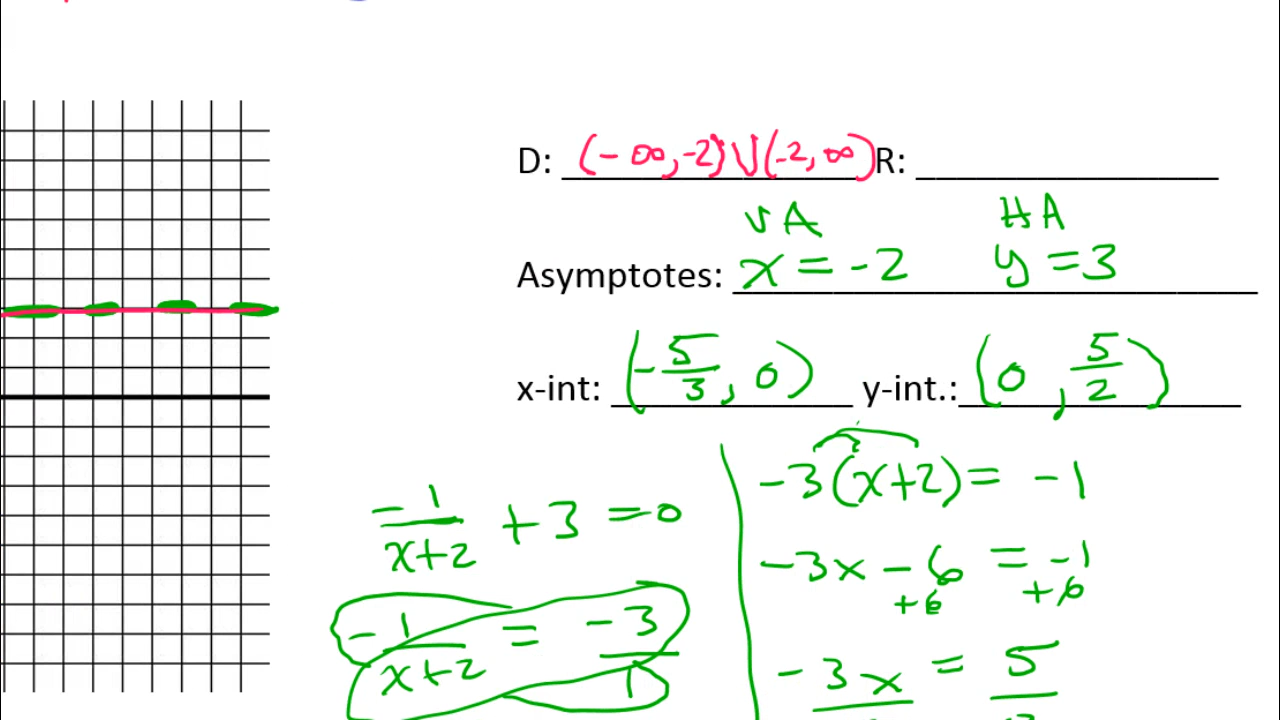 D: (-∞,-2)∪(-2,∞) R:
VA HA
Asymptotes: x = -2 y = 3
x-int: (-5/3, 0) y-int.: (0, 5/2)
-1/(x+2) + 3 = 0
-1/(x+2) = -3/1
-3(x+2) = -1
-3x - 6 = -1
+6 +6
-3x = 5